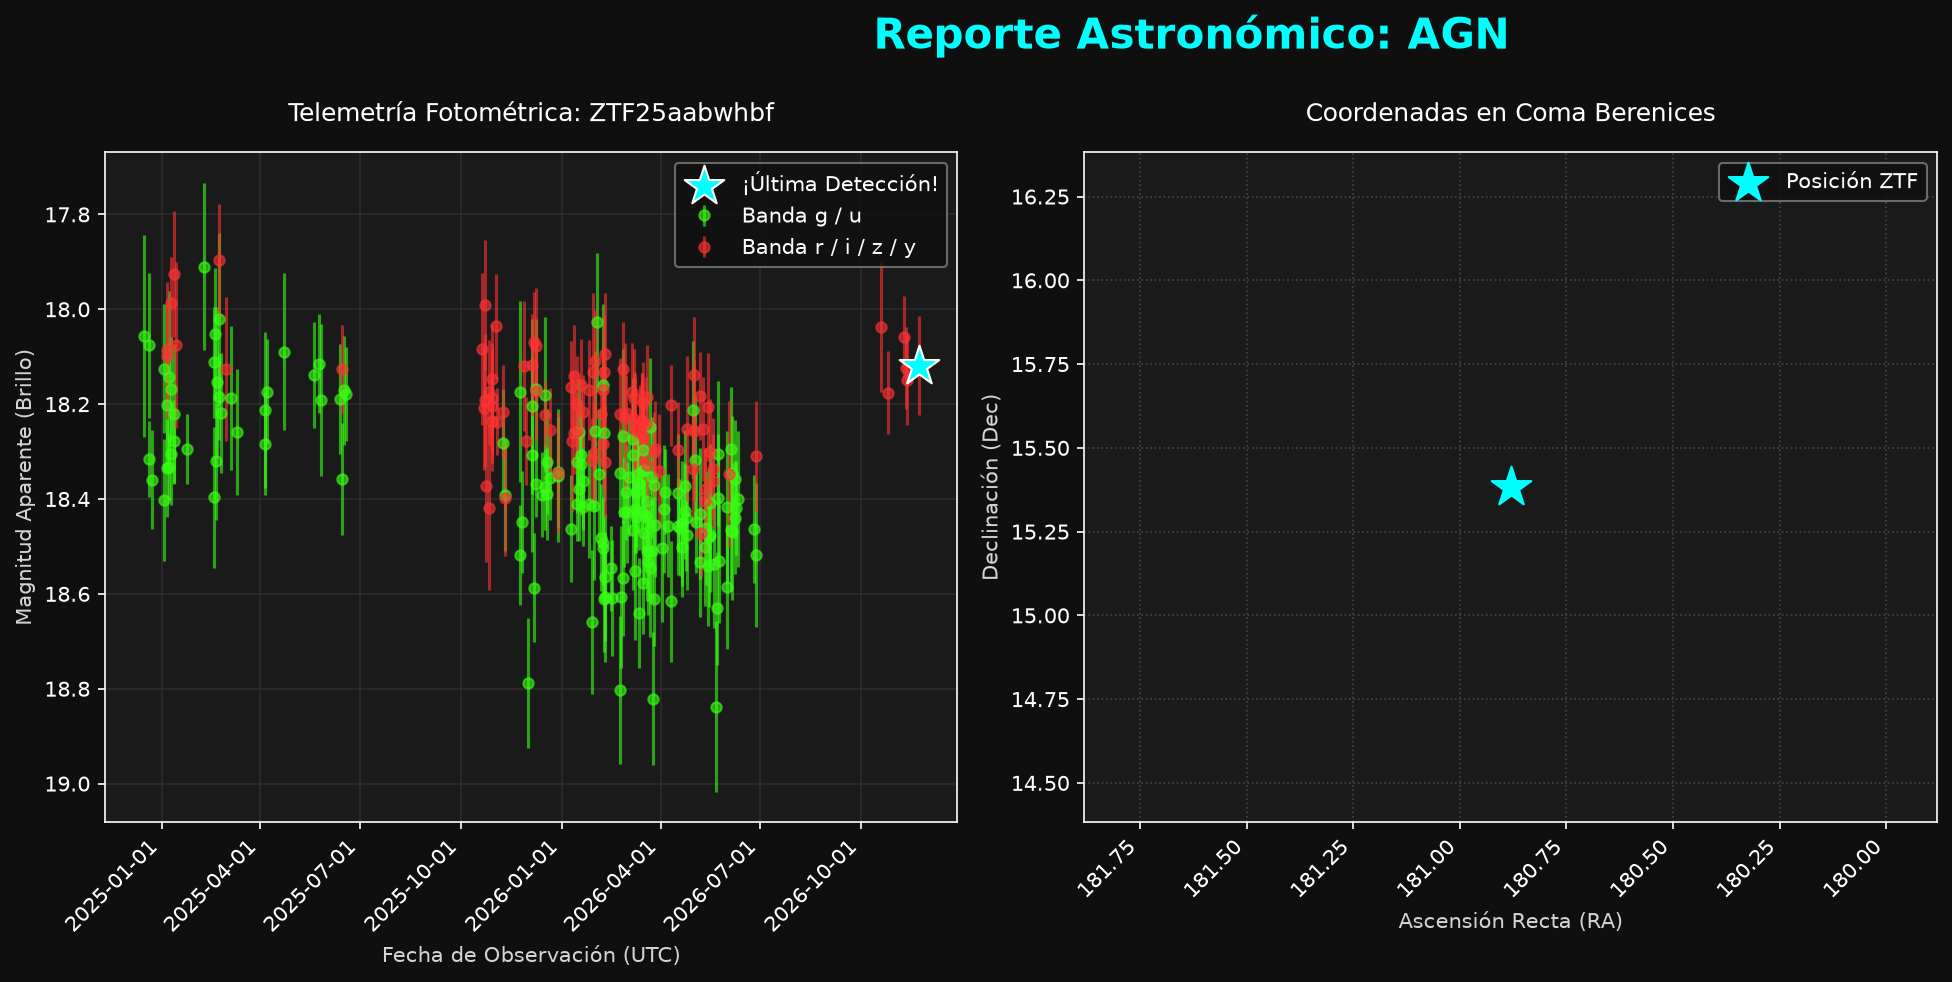 Reporte Astronómico: AGN
Telemetría Fotométrica: ZTF25aabwhbf
¡Última Detección!
Banda g / u
Banda r / i / z / y
Magnitud Aparente (Brillo)
17.8
18.0
18.2
18.4
18.6
18.8
19.0
2025-01-01
2025-04-01
2025-07-01
2025-10-01
2026-01-01
2026-04-01
2026-07-01
2026-10-01
Fecha de Observación (UTC)
Coordenadas en Coma Berenices
Posición ZTF
Declinación (Dec)
16.25
16.00
15.75
15.50
15.25
15.00
14.75
14.50
181.75
181.50
181.25
181.00
180.75
180.50
180.25
180.00
Ascensión Recta (RA)